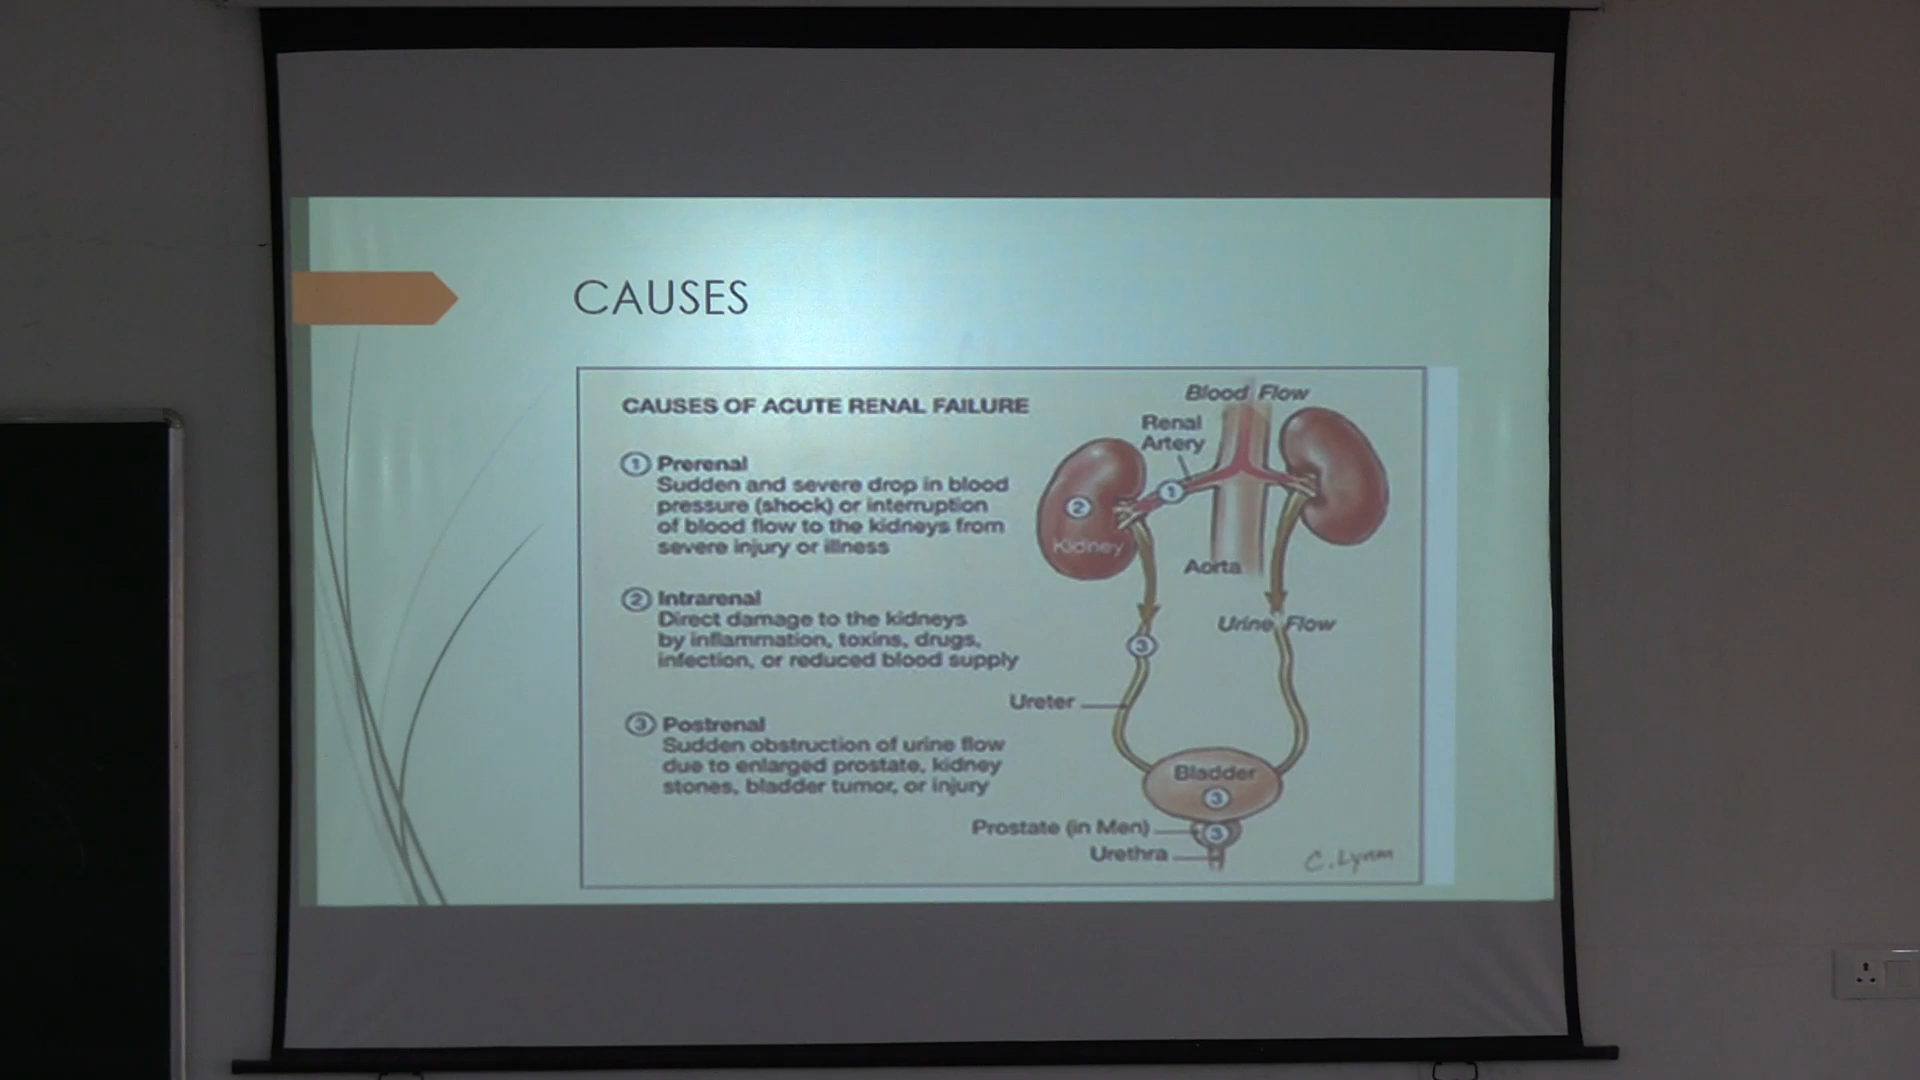 CAUSES
CAUSES OF ACUTE RENAL FAILURE
1 Prerenal
Sudden and severe drop in blood
pressure (shock) or interruption
of blood flow to the kidneys from
severe injury or illness
2 Intrarenal
Direct damage to the kidneys
by inflammation, toxins, drugs,
infection, or reduced blood supply
3 Postrenal
Sudden obstruction of urine flow
due to enlarged prostate, kidney
stones, bladder tumor, or injury
Blood Flow
Renal
Artery
1
2
Kidney
Aorta
Urine Flow
3
Ureter
Bladder
3
Prostate (in Men)
3
Urethra
C. Lynm